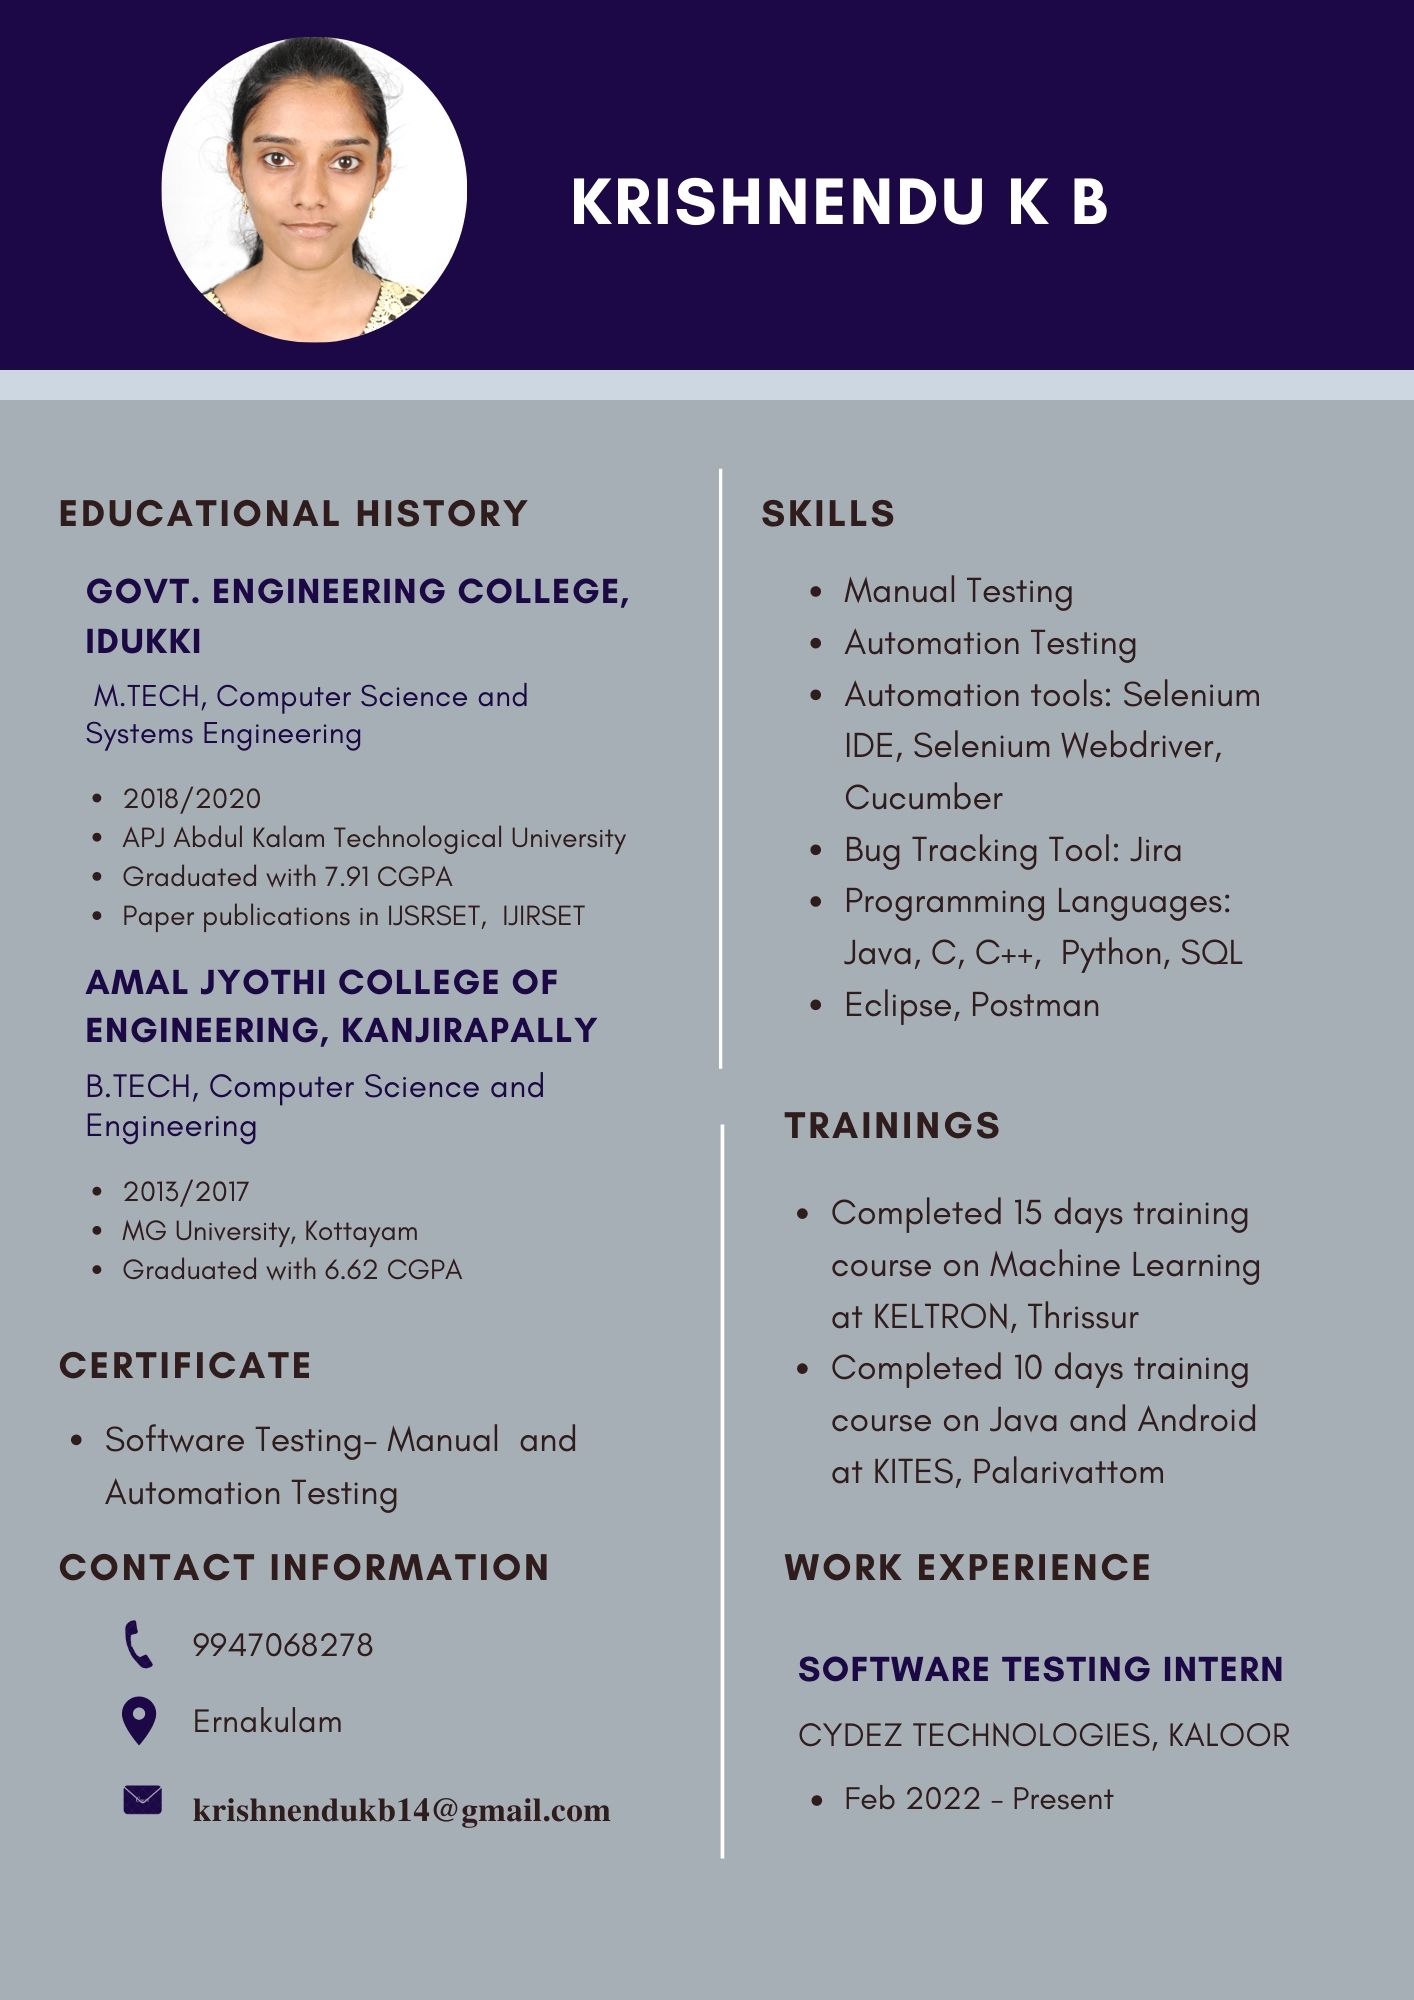 KRISHNENDU K B
EDUCATIONAL HISTORY
GOVT. ENGINEERING COLLEGE,
IDUKKI
M.TECH, Computer Science and
Systems Engineering
• 2018/2020
• APJ Abdul Kalam Technological University
• Graduated with 7.91 CGPA
• Paper publications in IJSRSET,  IJIRSET
AMAL JYOTHI COLLEGE OF
ENGINEERING, KANJIRAPALLY
B.TECH, Computer Science and
Engineering
• 2013/2017
• MG University, Kottayam
• Graduated with 6.62 CGPA
CERTIFICATE
• Software Testing- Manual  and
Automation Testing
CONTACT INFORMATION
9947068278
Ernakulam
krishnendukb14@gmail.com
SKILLS
• Manual Testing
• Automation Testing
• Automation tools: Selenium
IDE, Selenium Webdriver,
Cucumber
• Bug Tracking Tool: Jira
• Programming Languages:
Java, C, C++,  Python, SQL
• Eclipse, Postman
TRAININGS
• Completed 15 days training
course on Machine Learning
at KELTRON, Thrissur
• Completed 10 days training
course on Java and Android
at KITES, Palarivattom
WORK EXPERIENCE
SOFTWARE TESTING INTERN
CYDEZ TECHNOLOGIES, KALOOR
• Feb 2022 - Present